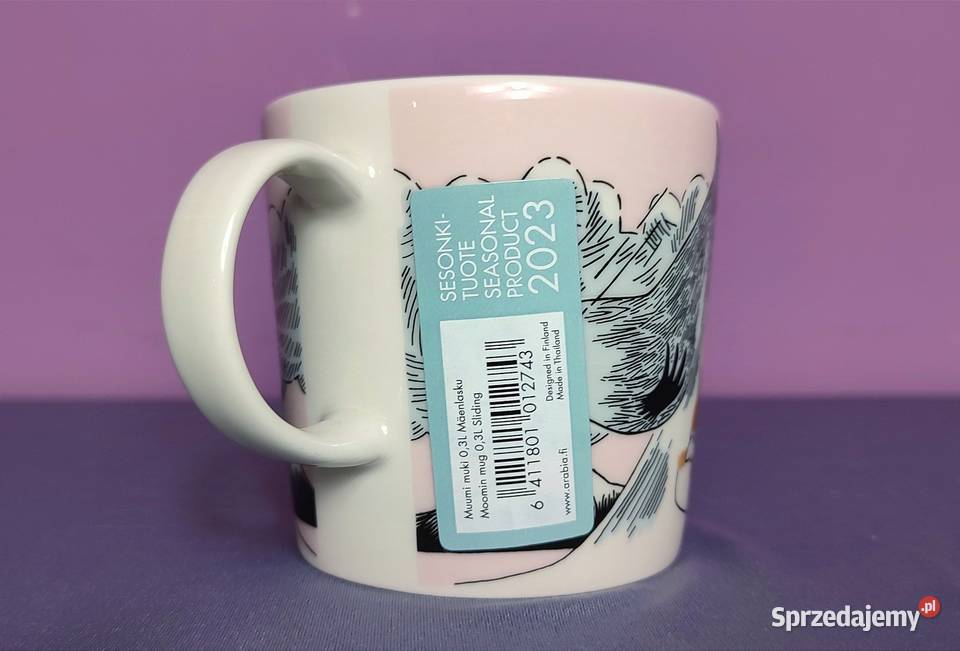 SESONKI-
TUOTE
SEASONAL
PRODUCT
2023
Muumi muki 0,3L Mäenlasku
Moomin mug 0,3L Sliding
6 411801 012743
Designed in Finland
Made in Thailand
www.arabia.fi
Sprzedajemy.pl